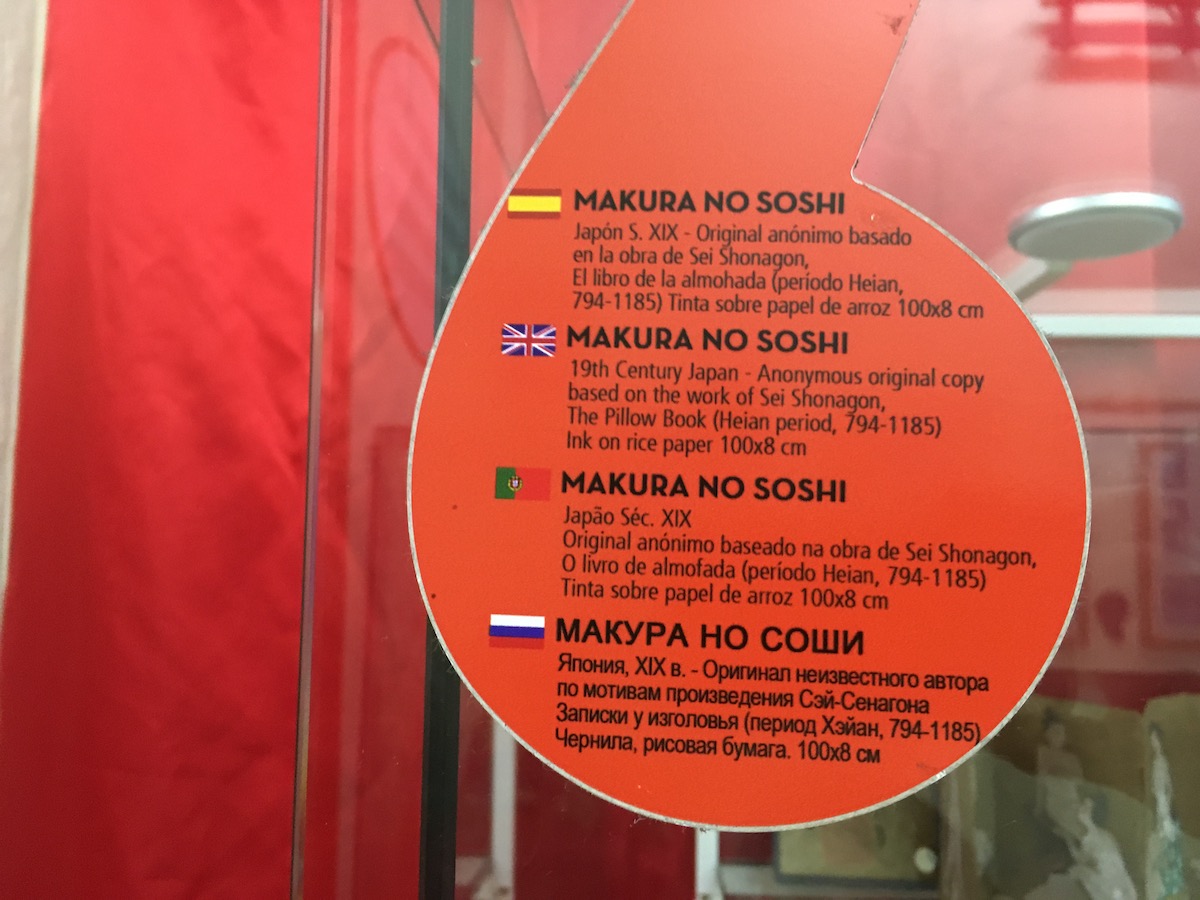 MAKURA NO SOSHI
Japón S. XIX - Original anónimo basado
en la obra de Sei Shonagon,
El libro de la almohada (período Heian,
794-1185) Tinta sobre papel de arroz 100x8 cm
MAKURA NO SOSHI
19th Century Japan - Anonymous original copy
based on the work of Sei Shonagon,
The Pillow Book (Heian period, 794-1185)
Ink on rice paper 100x8 cm
MAKURA NO SOSHI
Japão Séc. XIX
Original anónimo baseado na obra de Sei Shonagon,
O livro de almofada (período Heian, 794-1185)
Tinta sobre papel de arroz 100x8 cm
МАКУРА НО СОШИ
Япония, XIX в. - Оригинал неизвестного автора
по мотивам произведения Сэй-Сенагона
Записки у изголовья (период Хэйан, 794-1185)
Чернила, рисовая бумага. 100x8 см